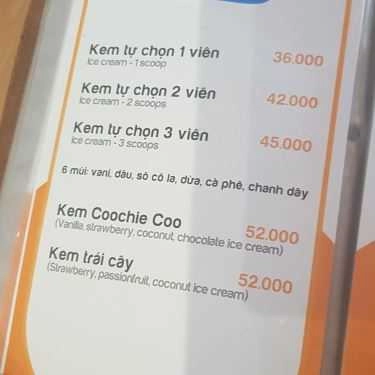 Kem tự chọn 1 viên 36.000
Ice cream - 1 scoop
Kem tự chọn 2 viên 42.000
Ice cream - 2 scoops
Kem tự chọn 3 viên 45.000
Ice cream - 3 scoops
6 mùi: vani, dâu, sô cô la, dừa, cà phê, chanh dây
Kem Coochie Coo 52.000
(Vanilla, strawberry, coconut, chocolate ice cream)
Kem trái cây 52.000
(Strawberry, passionfruit, coconut ice cream)